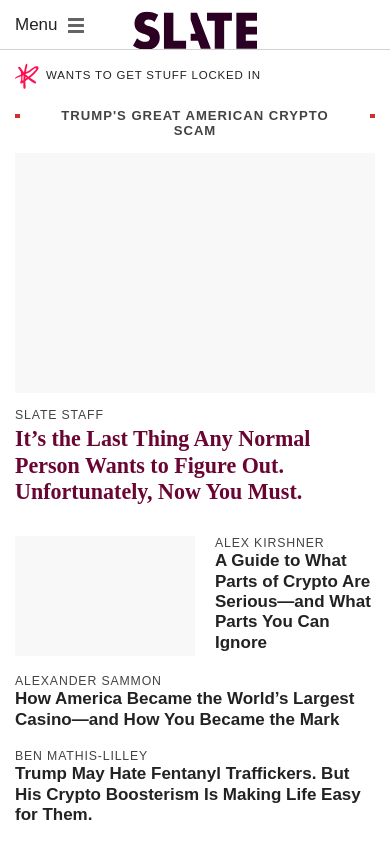 Menu
SLATE
WANTS TO GET STUFF LOCKED IN
TRUMP'S GREAT AMERICAN CRYPTO
SCAM
SLATE STAFF
It’s the Last Thing Any Normal
Person Wants to Figure Out.
Unfortunately, Now You Must.
ALEX KIRSHNER
A Guide to What
Parts of Crypto Are
Serious—and What
Parts You Can
Ignore
ALEXANDER SAMMON
How America Became the World’s Largest
Casino—and How You Became the Mark
BEN MATHIS-LILLEY
Trump May Hate Fentanyl Traffickers. But
His Crypto Boosterism Is Making Life Easy
for Them.